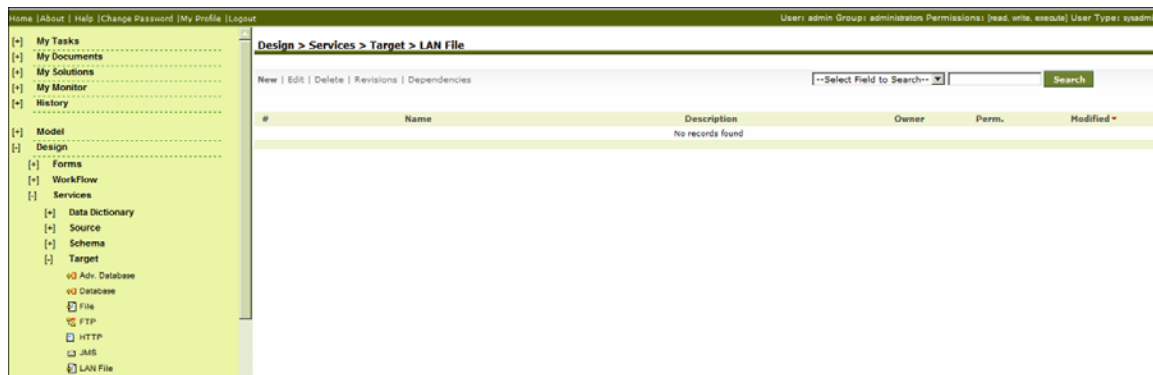 Home |About | Help |Change Password |My Profile |Logout
User: admin Group: administrators Permissions: [read, write, execute] User Type: sysadmi
[+] My Tasks
[+] My Documents
[+] My Solutions
[+] My Monitor
[+] History
[+] Model
[-] Design
[+] Forms
[+] WorkFlow
[-] Services
[+] Data Dictionary
[+] Source
[+] Schema
[-] Target
Adv. Database
Database
File
FTP
HTTP
JMS
LAN File
Design > Services > Target > LAN File
New | Edit | Delete | Revisions | Dependencies
--Select Field to Search-- Search
# Name Description Owner Perm. Modified
No records found